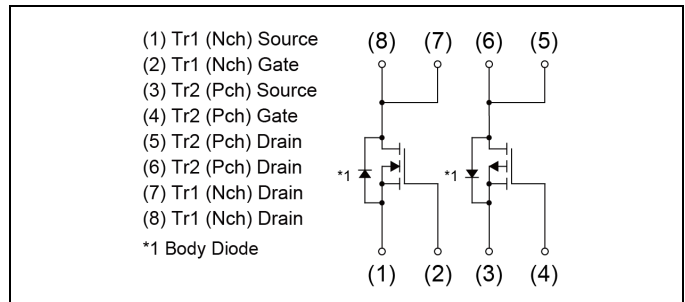 (1) Tr1 (Nch) Source
(2) Tr1 (Nch) Gate
(3) Tr2 (Pch) Source
(4) Tr2 (Pch) Gate
(5) Tr2 (Pch) Drain
(6) Tr2 (Pch) Drain
(7) Tr1 (Nch) Drain
(8) Tr1 (Nch) Drain
*1 Body Diode
(8) (7) (6) (5)
*1 *1
(1) (2) (3) (4)